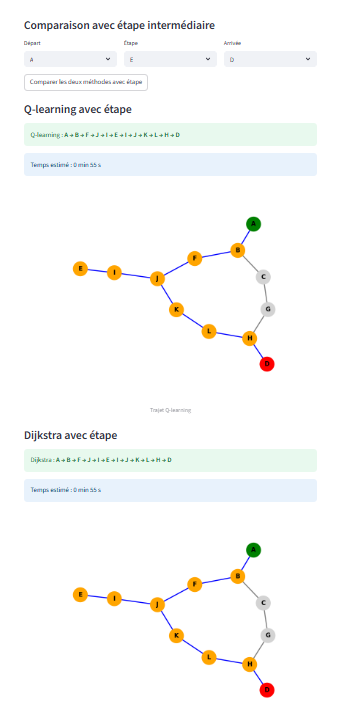 Comparaison avec étape intermédiaire
Départ Étape Arrivée
A E D
Comparer les deux méthodes avec étape
Q-learning avec étape
Q-learning : A → B → F → J → I → E → I → J → K → L → H → D
Temps estimé : 0 min 55 s
A
B
F
E I J C
K G
L H
D
Trajet Q-learning
Dijkstra avec étape
Dijkstra : A → B → F → J → I → E → I → J → K → L → H → D
Temps estimé : 0 min 55 s
A
B
F
E I J C
K G
L H
D